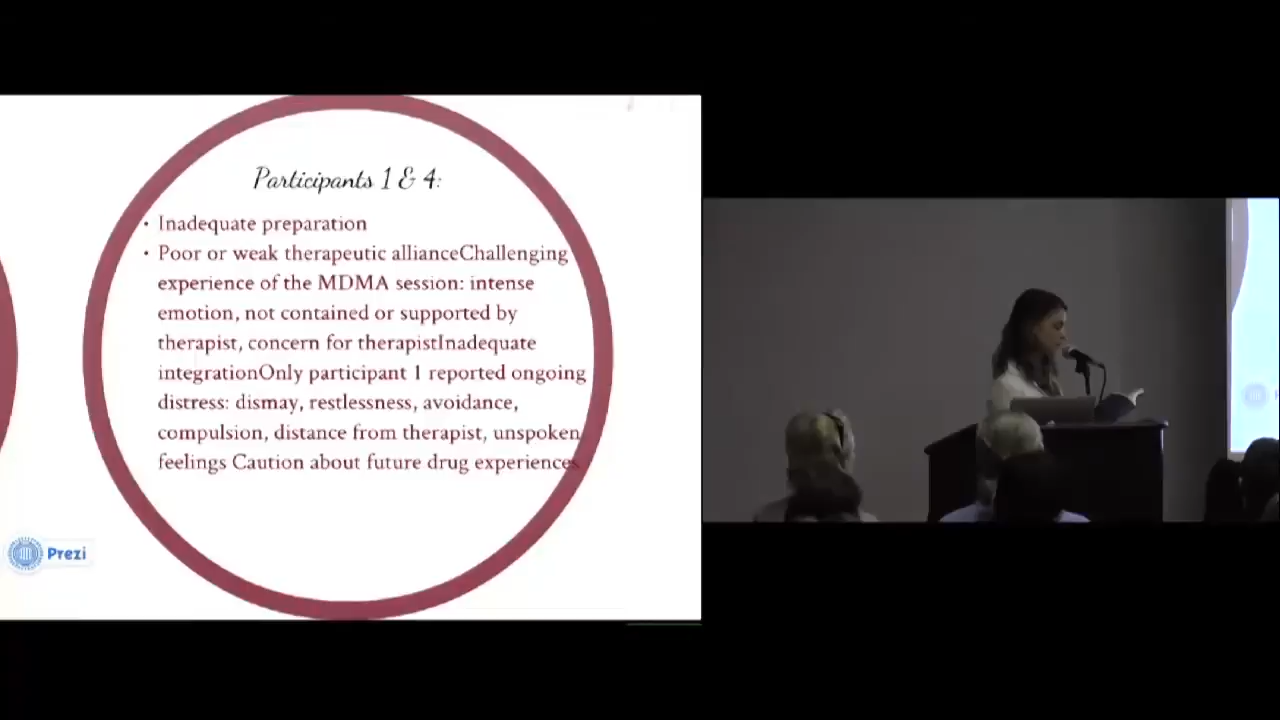 Participants 1 & 4:
• Inadequate preparation
• Poor or weak therapeutic allianceChallenging
experience of the MDMA session: intense
emotion, not contained or supported by
therapist, concern for therapistInadequate
integrationOnly participant 1 reported ongoing
distress: dismay, restlessness, avoidance,
compulsion, distance from therapist, unspoken
feelings Caution about future drug experiences
Prezi